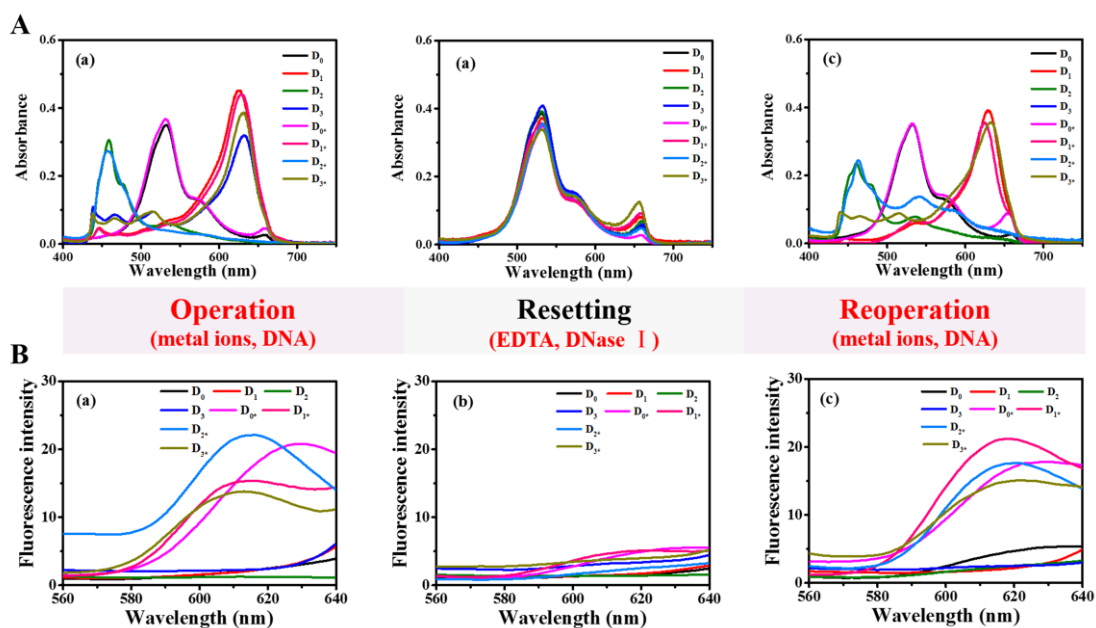 A
(a)
D₀
D₁
D₂
D₃
D₀*
D₁*
D₂*
D₃*
Absorbance
0.6
0.4
0.2
0.0
400 500 600 700
Wavelength (nm)
(a)
D₀
D₁
D₂
D₃
D₀*
D₁*
D₂*
D₃*
Absorbance
0.6
0.4
0.2
0.0
400 500 600 700
Wavelength (nm)
(c)
D₀
D₁
D₂
D₃
D₀*
D₁*
D₂*
D₃*
Absorbance
0.6
0.4
0.2
0.0
400 500 600 700
Wavelength (nm)
Operation
(metal ions, DNA)
Resetting
(EDTA, DNase Ⅰ)
Reoperation
(metal ions, DNA)
B
(a)
D₀ D₁ D₂
D₃ D₀* D₁*
D₂*
D₃*
Fluorescence intensity
30
20
10
0
560 580 600 620 640
Wavelength (nm)
(b)
D₀ D₁ D₂
D₃ D₀* D₁*
D₂*
D₃*
Fluorescence intensity
30
20
10
0
560 580 600 620 640
Wavelength (nm)
(c)
D₀ D₁ D₂
D₃ D₀* D₁*
D₂*
D₃*
Fluorescence intensity
30
20
10
0
560 580 600 620 640
Wavelength (nm)